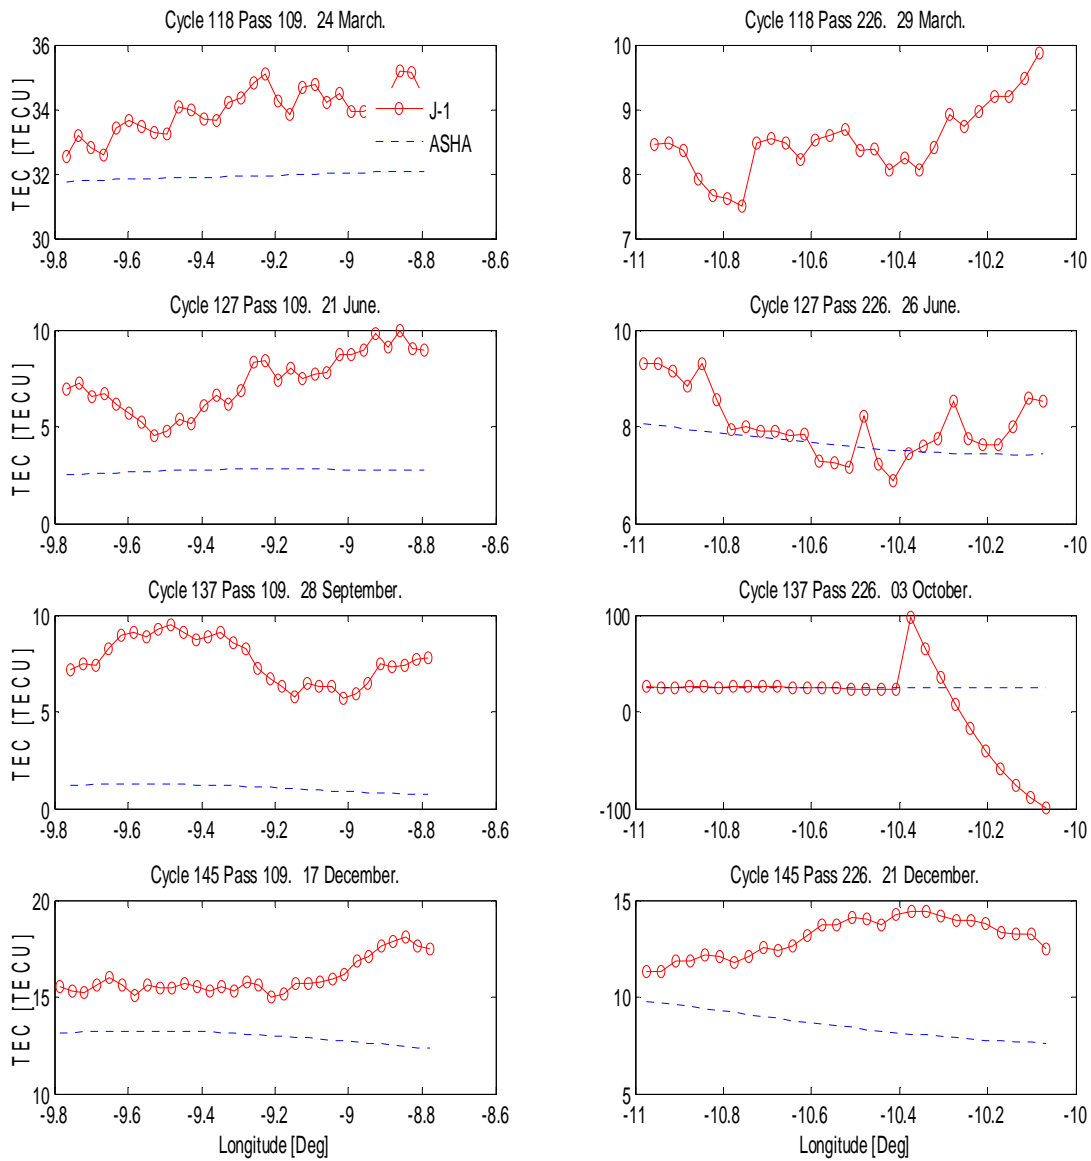 Cycle 118 Pass 109. 24 March.
Cycle 118 Pass 226. 29 March.
36
34
32
30
TEC [TECU]
J-1
ASHA
-9.8 -9.6 -9.4 -9.2 -9 -8.8 -8.6
10
9
8
7
-11 -10.8 -10.6 -10.4 -10.2 -10
Cycle 127 Pass 109. 21 June.
Cycle 127 Pass 226. 26 June.
10
5
0
TEC [TECU]
-9.8 -9.6 -9.4 -9.2 -9 -8.8 -8.6
10
8
6
-11 -10.8 -10.6 -10.4 -10.2 -10
Cycle 137 Pass 109. 28 September.
Cycle 137 Pass 226. 03 October.
10
5
0
TEC [TECU]
-9.8 -9.6 -9.4 -9.2 -9 -8.8 -8.6
100
0
-100
-11 -10.8 -10.6 -10.4 -10.2 -10
Cycle 145 Pass 109. 17 December.
Cycle 145 Pass 226. 21 December.
20
15
10
TEC [TECU]
-9.8 -9.6 -9.4 -9.2 -9 -8.8 -8.6
Longitude [Deg]
15
10
5
-11 -10.8 -10.6 -10.4 -10.2 -10
Longitude [Deg]